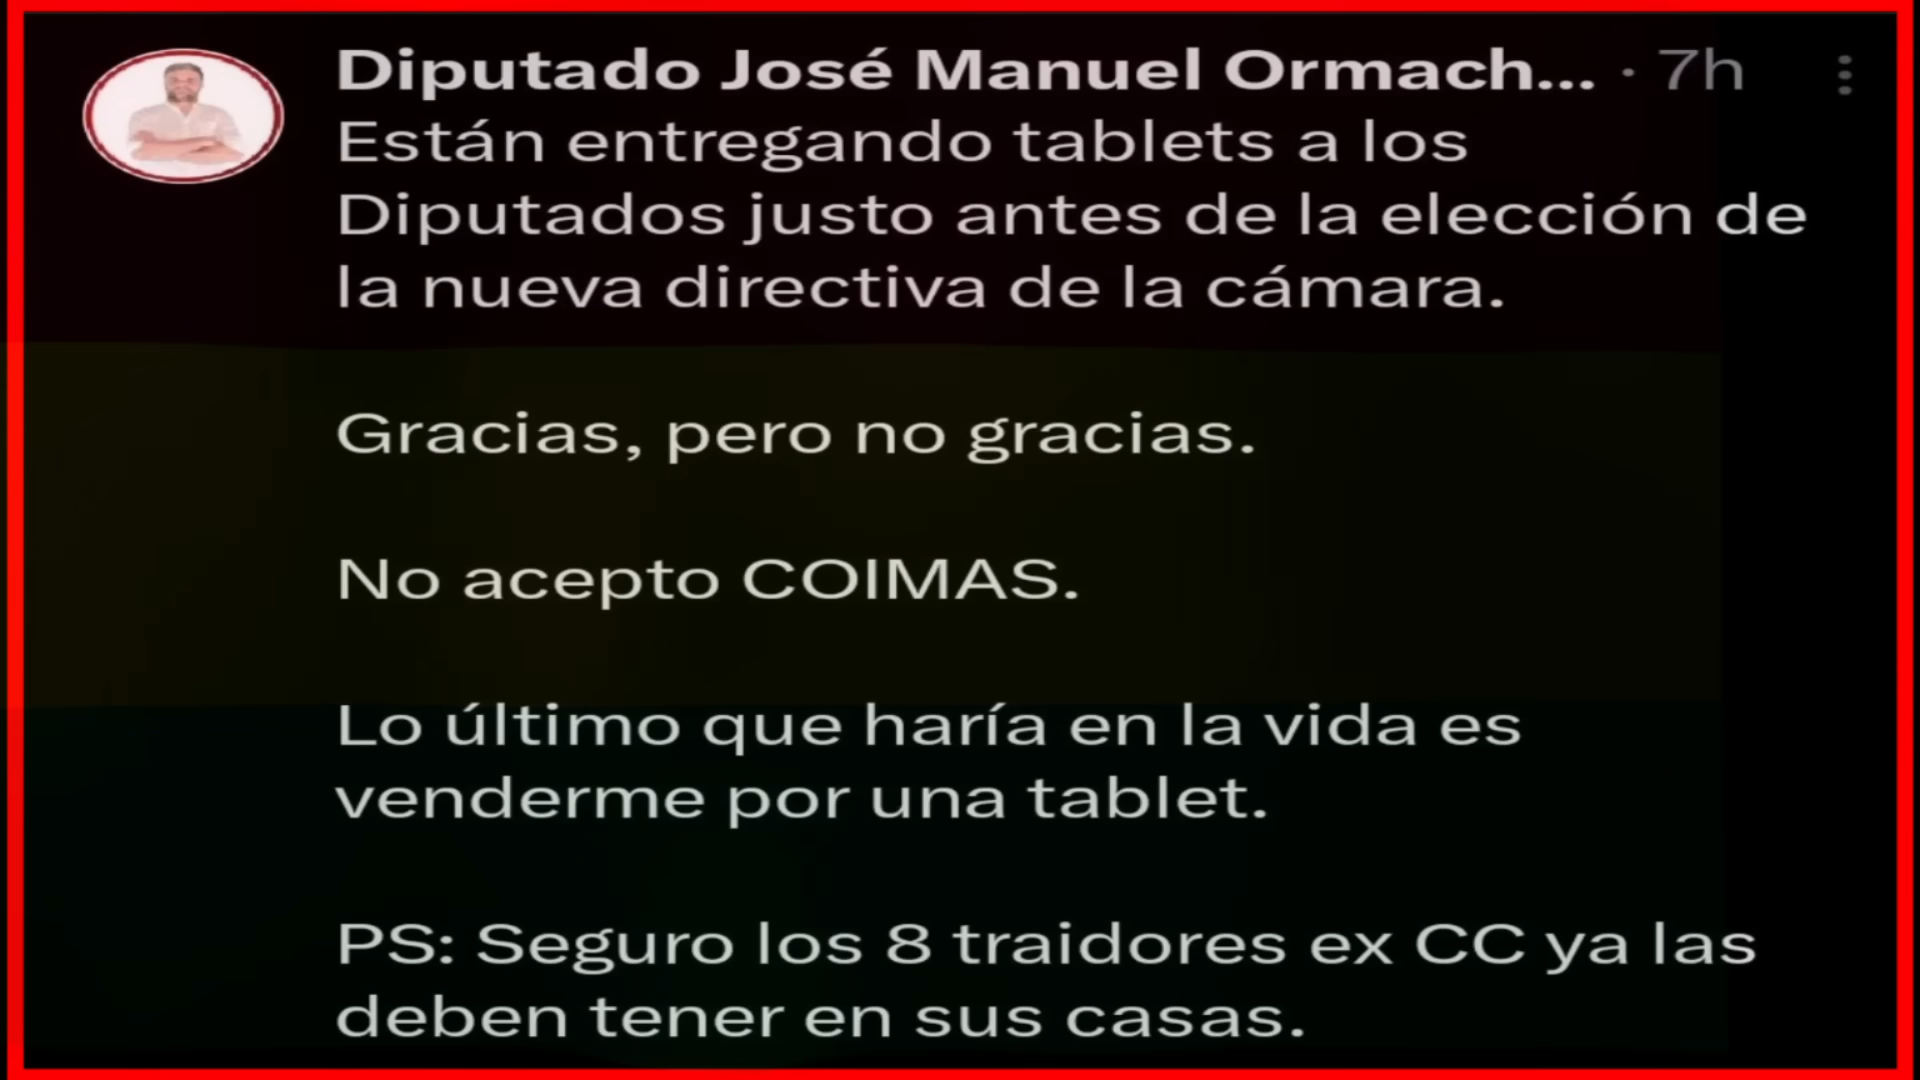 Diputado José Manuel Ormach... · 7h
Están entregando tablets a los
Diputados justo antes de la elección de
la nueva directiva de la cámara.
Gracias, pero no gracias.
No acepto COIMAS.
Lo último que haría en la vida es
venderme por una tablet.
PS: Seguro los 8 traidores ex CC ya las
deben tener en sus casas.